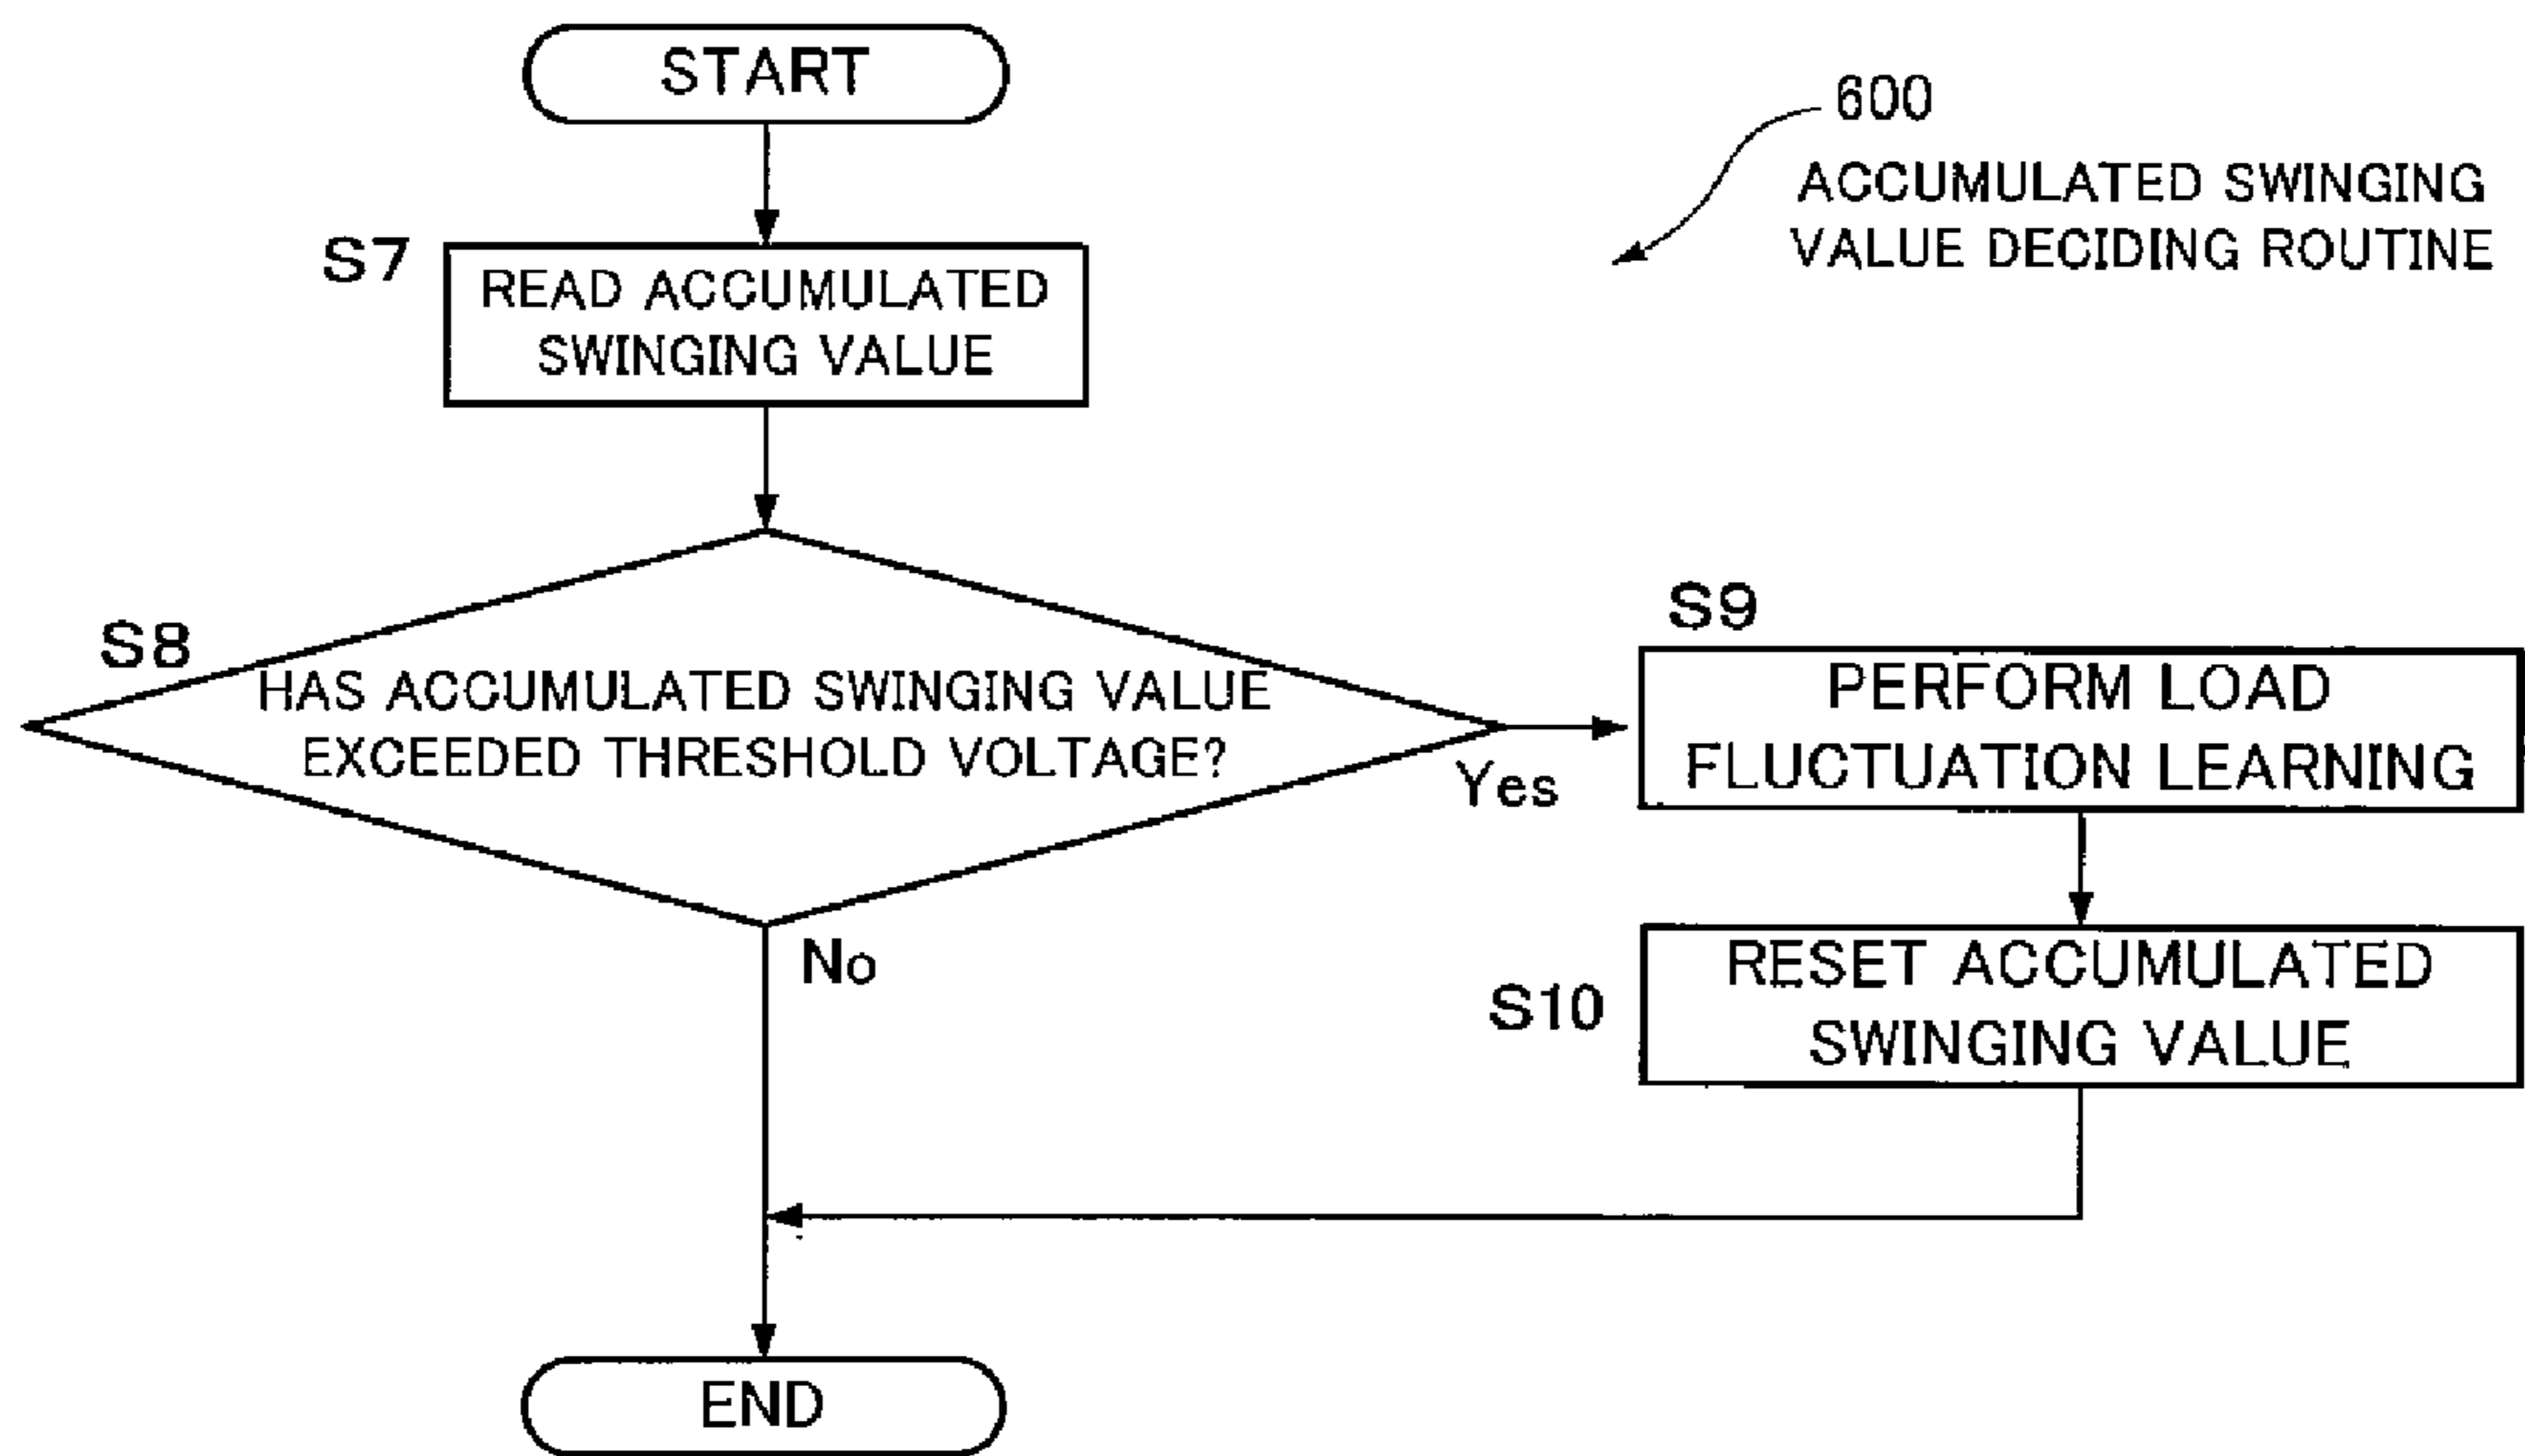 START
600
ACCUMULATED SWINGING
VALUE DECIDING ROUTINE
S7
READ ACCUMULATED
SWINGING VALUE
S8
HAS ACCUMULATED SWINGING VALUE
EXCEEDED THRESHOLD VOLTAGE?
Yes
No
S9
PERFORM LOAD
FLUCTUATION LEARNING
S10
RESET ACCUMULATED
SWINGING VALUE
END